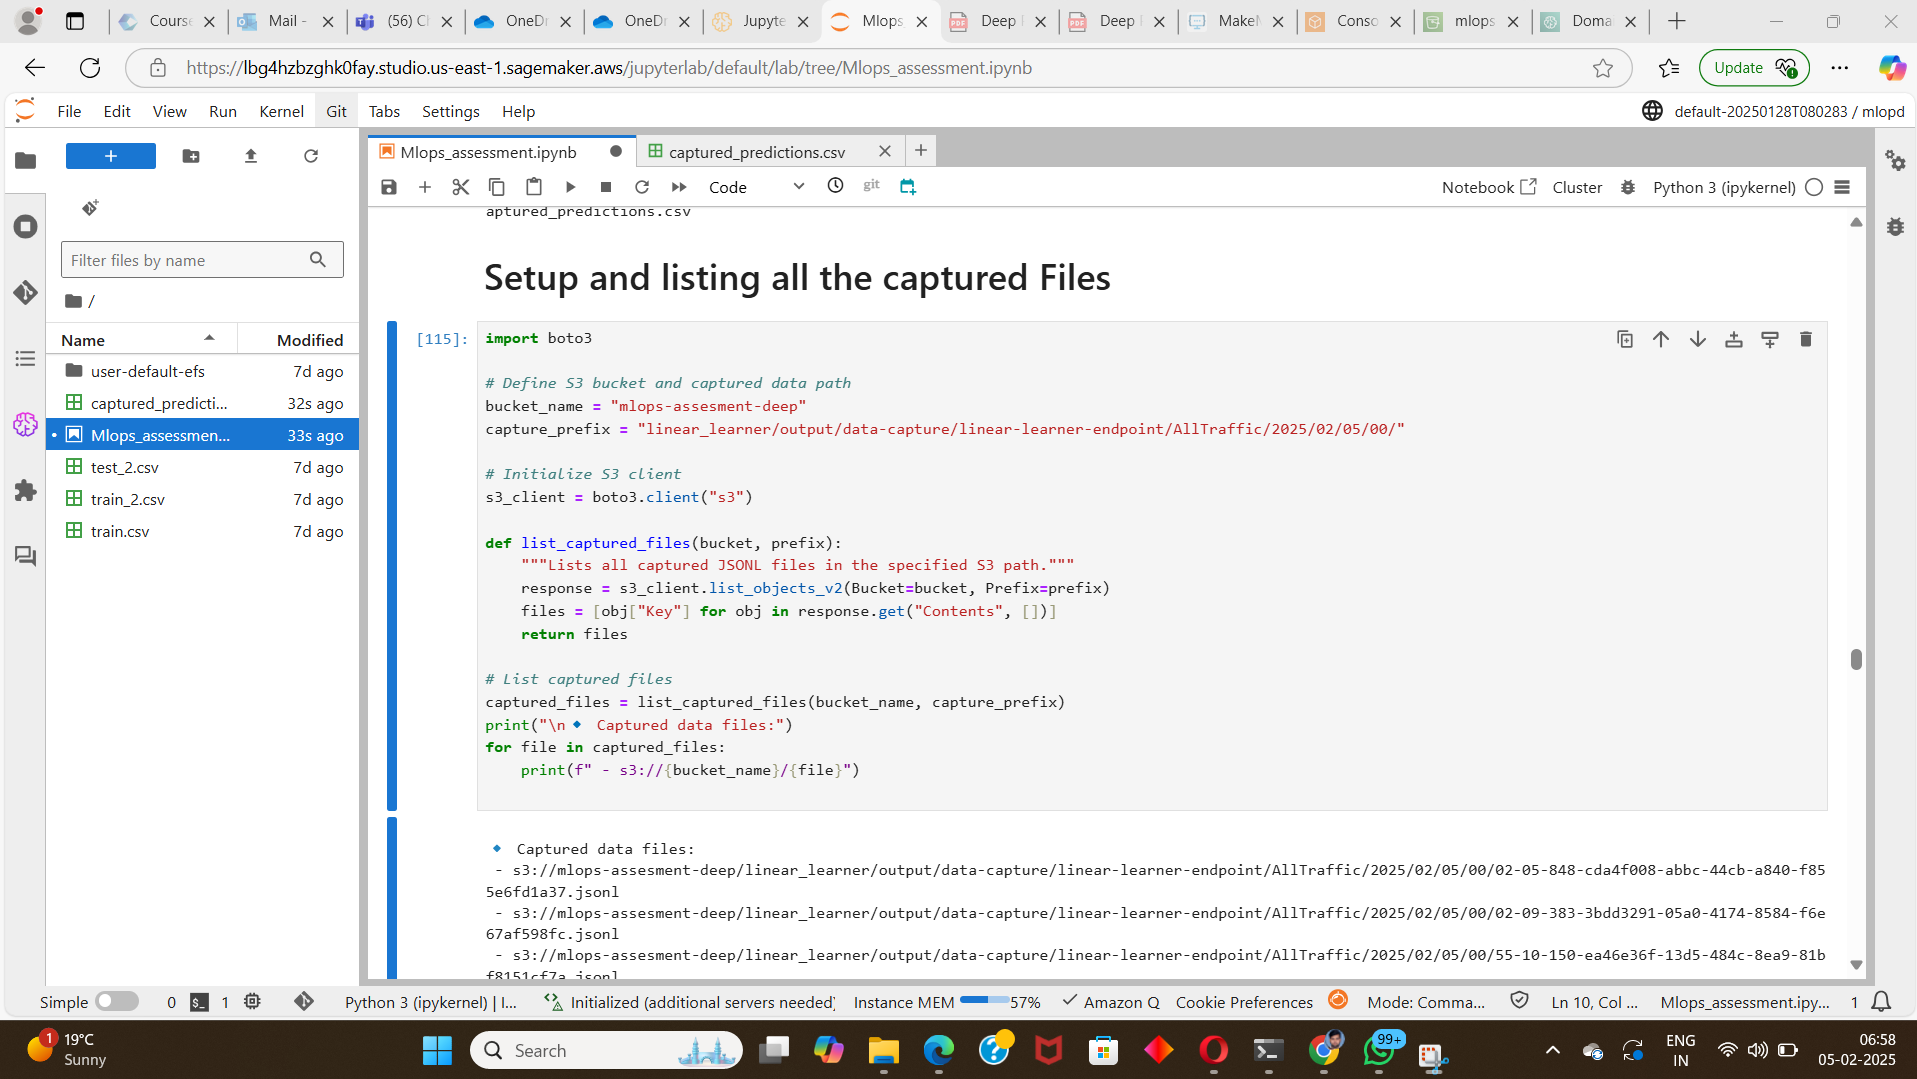 Course
Mail -
(56) Ch
OneDr
OneDr
Jupyte
Mlops
Deep
Deep
MakeM
Conso
mlops
Doma
https://lbg4hzbzghk0fay.studio.us-east-1.sagemaker.aws/jupyterlab/default/lab/tree/Mlops_assessment.ipynb
Update
File Edit View Run Kernel Git Tabs Settings Help
default-20250128T080283 / mlopd
Filter files by name
/
Name Modified
user-default-efs 7d ago
captured_predicti... 32s ago
Mlops_assessmen... 33s ago
test_2.csv 7d ago
train_2.csv 7d ago
train.csv 7d ago
Mlops_assessment.ipynb
captured_predictions.csv
Code
git
Notebook
Cluster
Python 3 (ipykernel)
aptured_predictions.csv
Setup and listing all the captured Files
[115]:
import boto3
# Define S3 bucket and captured data path
bucket_name = "mlops-assesment-deep"
capture_prefix = "linear_learner/output/data-capture/linear-learner-endpoint/AllTraffic/2025/02/05/00/"
# Initialize S3 client
s3_client = boto3.client("s3")
def list_captured_files(bucket, prefix):
"""Lists all captured JSONL files in the specified S3 path."""
response = s3_client.list_objects_v2(Bucket=bucket, Prefix=prefix)
files = [obj["Key"] for obj in response.get("Contents", [])]
return files
# List captured files
captured_files = list_captured_files(bucket_name, capture_prefix)
print("\n🔹 Captured data files:")
for file in captured_files:
print(f" - s3://{bucket_name}/{file}")
🔹 Captured data files:
- s3://mlops-assesment-deep/linear_learner/output/data-capture/linear-learner-endpoint/AllTraffic/2025/02/05/00/02-05-848-cda4f008-abbc-44cb-a840-f85
5e6fd1a37.jsonl
- s3://mlops-assesment-deep/linear_learner/output/data-capture/linear-learner-endpoint/AllTraffic/2025/02/05/00/02-09-383-3bdd3291-05a0-4174-8584-f6e
67af598fc.jsonl
- s3://mlops-assesment-deep/linear_learner/output/data-capture/linear-learner-endpoint/AllTraffic/2025/02/05/00/55-10-150-ea46e36f-13d5-484c-8ea9-81b
f8151cf7a.jsonl
Simple
0
1
Python 3 (ipykernel) | I...
Initialized (additional servers needed)
Instance MEM
57%
Amazon Q
Cookie Preferences
Mode: Comma...
Ln 10, Col ...
Mlops_assessment.ipy...
1
1
19°C
Sunny
Search
99+
ENG
IN
06:58
05-02-2025